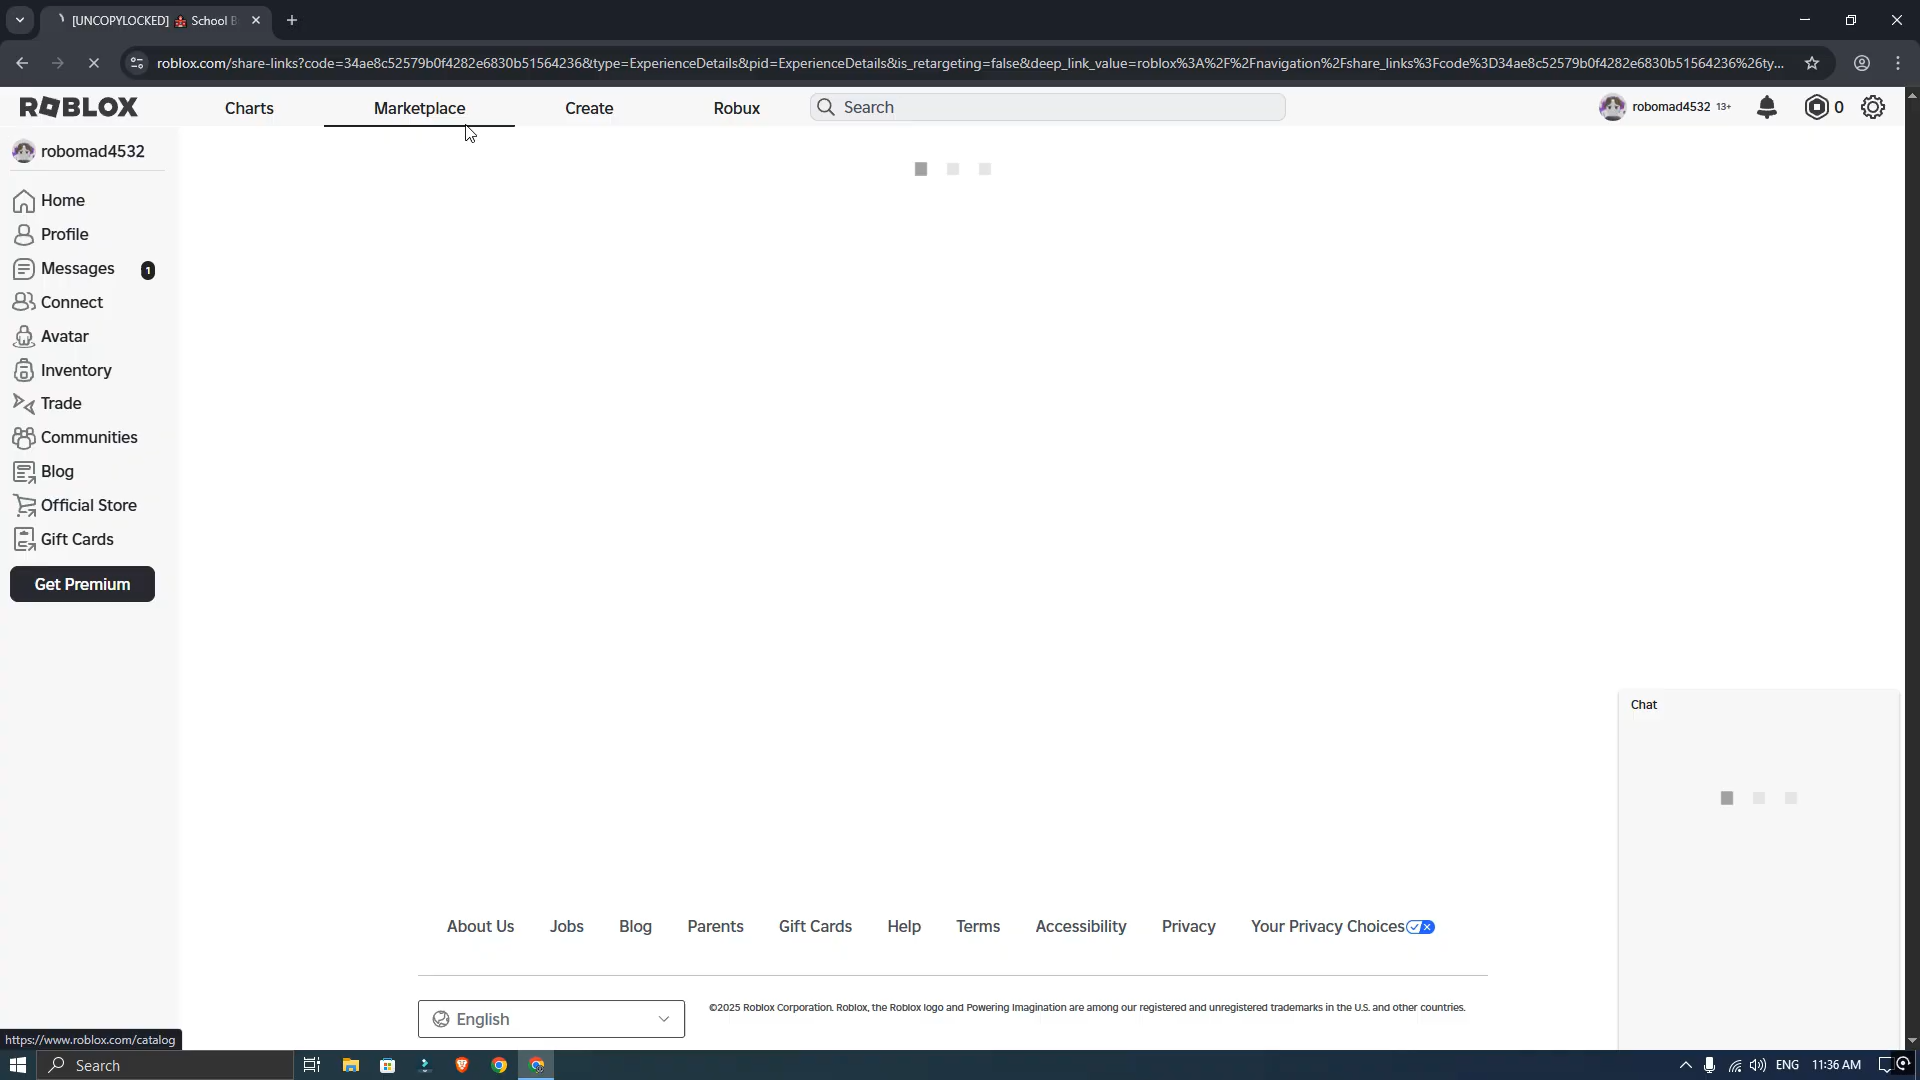 [UNCOPYLOCKED] School B
roblox.com/share-links?code=34ae8c52579b0f4282e6830b51564236&type=ExperienceDetails&pid=ExperienceDetails&is_retargeting=false&deep_link_value=roblox%3A%2F%2Fnavigation%2Fshare_links%3Fcode%3D34ae8c52579b0f4282e6830b51564236%26ty...
ROBLOX
Charts
Marketplace
Create
Robux
Search
robomad4532 13+
0
robomad4532
Home
Profile
Messages 1
Connect
Avatar
Inventory
Trade
Communities
Blog
Official Store
Gift Cards
Get Premium
Chat
About Us
Jobs
Blog
Parents
Gift Cards
Help
Terms
Accessibility
Privacy
Your Privacy Choices
English
©2025 Roblox Corporation. Roblox, the Roblox logo and Powering Imagination are among our registered and unregistered trademarks in the U.S. and other countries.
https://www.roblox.com/catalog
Search
ENG
11:36 AM